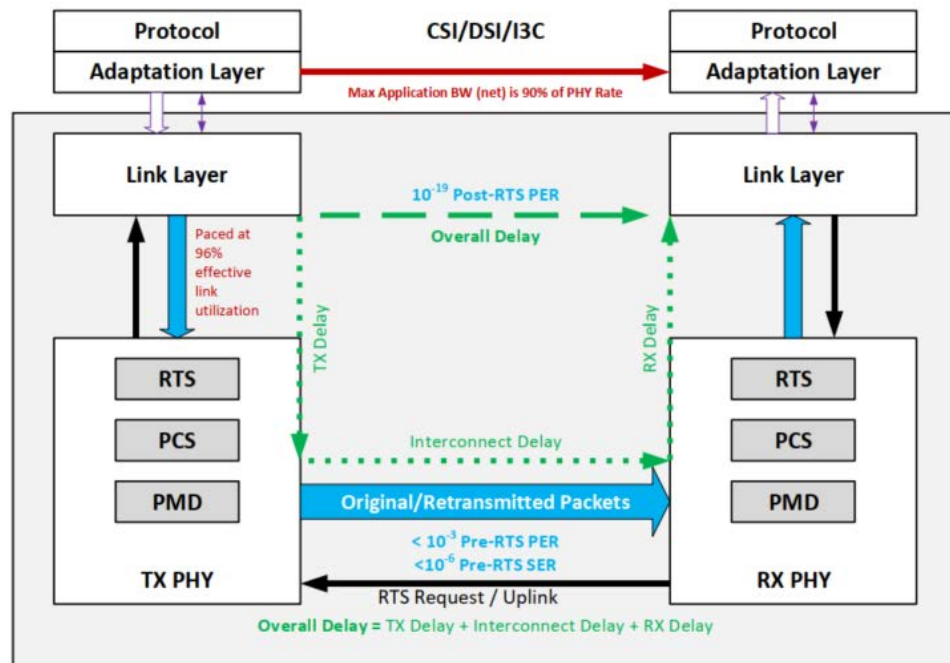 Protocol
Adaptation Layer
CSI/DSI/I3C
Max Application BW (net) is 90% of PHY Rate
Protocol
Adaptation Layer
Link Layer
Link Layer
10⁻¹⁹ Post-RTS PER
Overall Delay
Paced at
96%
effective
link
utilization
TX Delay
RX Delay
RTS
PCS
PMD
TX PHY
Interconnect Delay
Original/Retransmitted Packets
< 10⁻³ Pre-RTS PER
<10⁻⁶ Pre-RTS SER
RTS Request / Uplink
RTS
PCS
PMD
RX PHY
Overall Delay = TX Delay + Interconnect Delay + RX Delay